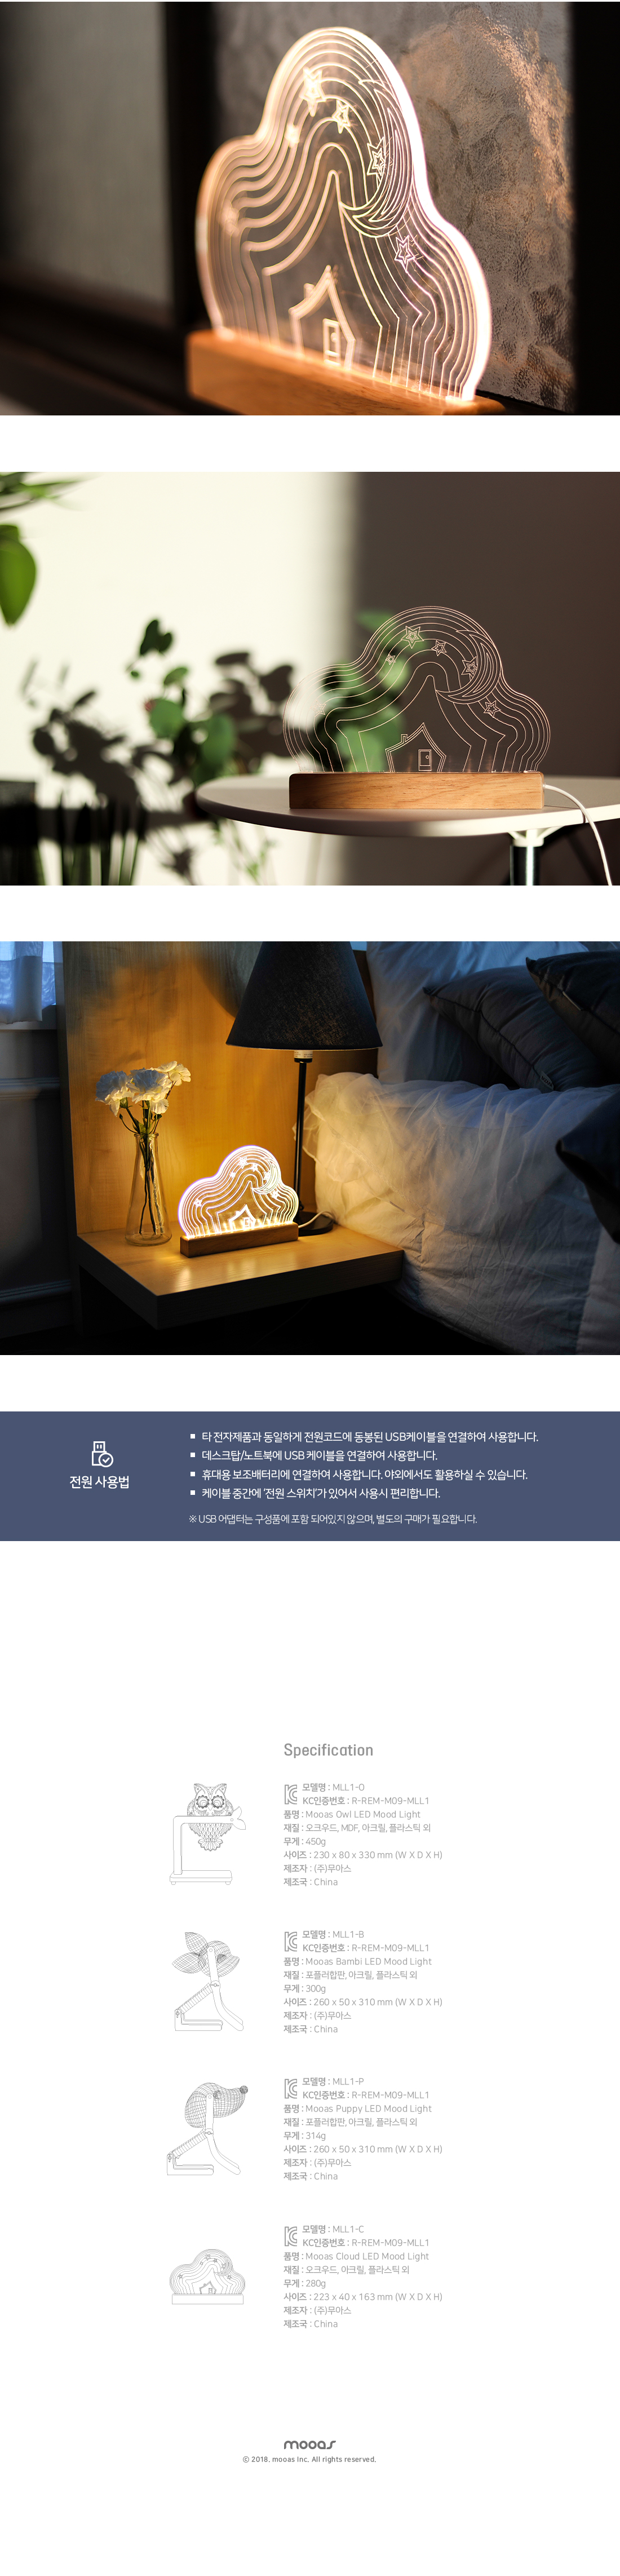 전원 사용법
▪ 타 전자제품과 동일하게 전원코드에 동봉된 USB케이블을 연결하여 사용합니다.
▪ 데스크탑/노트북에 USB 케이블을 연결하여 사용합니다.
▪ 휴대용 보조배터리에 연결하여 사용합니다. 야외에서도 활용하실 수 있습니다.
▪ 케이블 중간에 '전원 스위치'가 있어서 사용시 편리합니다.
※ USB 어댑터는 구성품에 포함 되어있지 않으며, 별도의 구매가 필요합니다.
Specification
모델명 : MLL1-O
KC인증번호 : R-REM-M09-MLL1
품명 : Mooas Owl LED Mood Light
재질 : 오크우드, MDF, 아크릴, 플라스틱 외
무게 : 450g
사이즈 : 230 x 80 x 330 mm (W X D X H)
제조자 : (주)무아스
제조국 : China
모델명 : MLL1-B
KC인증번호 : R-REM-M09-MLL1
품명 : Mooas Bambi LED Mood Light
재질 : 포플러합판, 아크릴, 플라스틱 외
무게 : 300g
사이즈 : 260 x 50 x 310 mm (W X D X H)
제조자 : (주)무아스
제조국 : China
모델명 : MLL1-P
KC인증번호 : R-REM-M09-MLL1
품명 : Mooas Puppy LED Mood Light
재질 : 포플러합판, 아크릴, 플라스틱 외
무게 : 314g
사이즈 : 260 x 50 x 310 mm (W X D X H)
제조자 : (주)무아스
제조국 : China
모델명 : MLL1-C
KC인증번호 : R-REM-M09-MLL1
품명 : Mooas Cloud LED Mood Light
재질 : 오크우드, 아크릴, 플라스틱 외
무게 : 280g
사이즈 : 223 x 40 x 163 mm (W X D X H)
제조자 : (주)무아스
제조국 : China
mooas
© 2018. mooas Inc. All rights reserved.